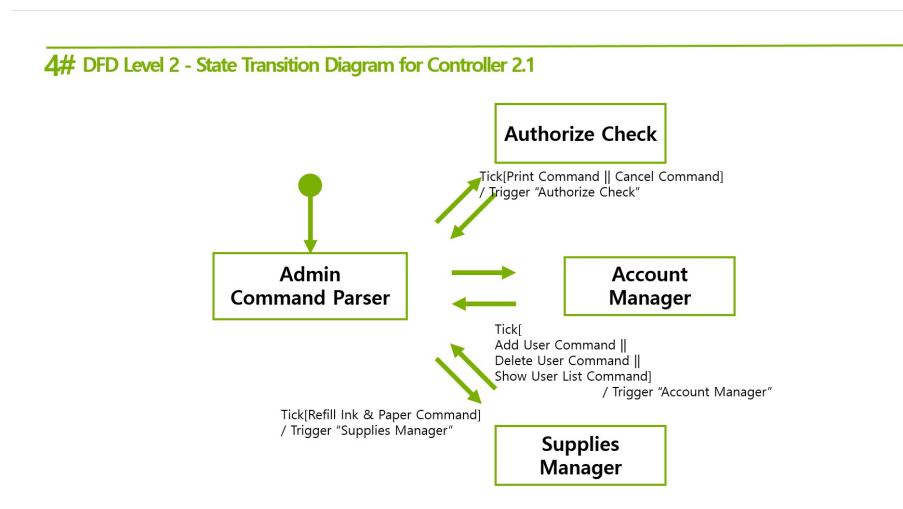 4# DFD Level 2 - State Transition Diagram for Controller 2.1
Authorize Check
Tick[Print Command || Cancel Command]
/ Trigger “Authorize Check”
Admin
Command Parser
Account
Manager
Tick[
Add User Command ||
Delete User Command ||
Show User List Command]
/ Trigger “Account Manager”
Tick[Refill Ink & Paper Command]
/ Trigger “Supplies Manager”
Supplies
Manager